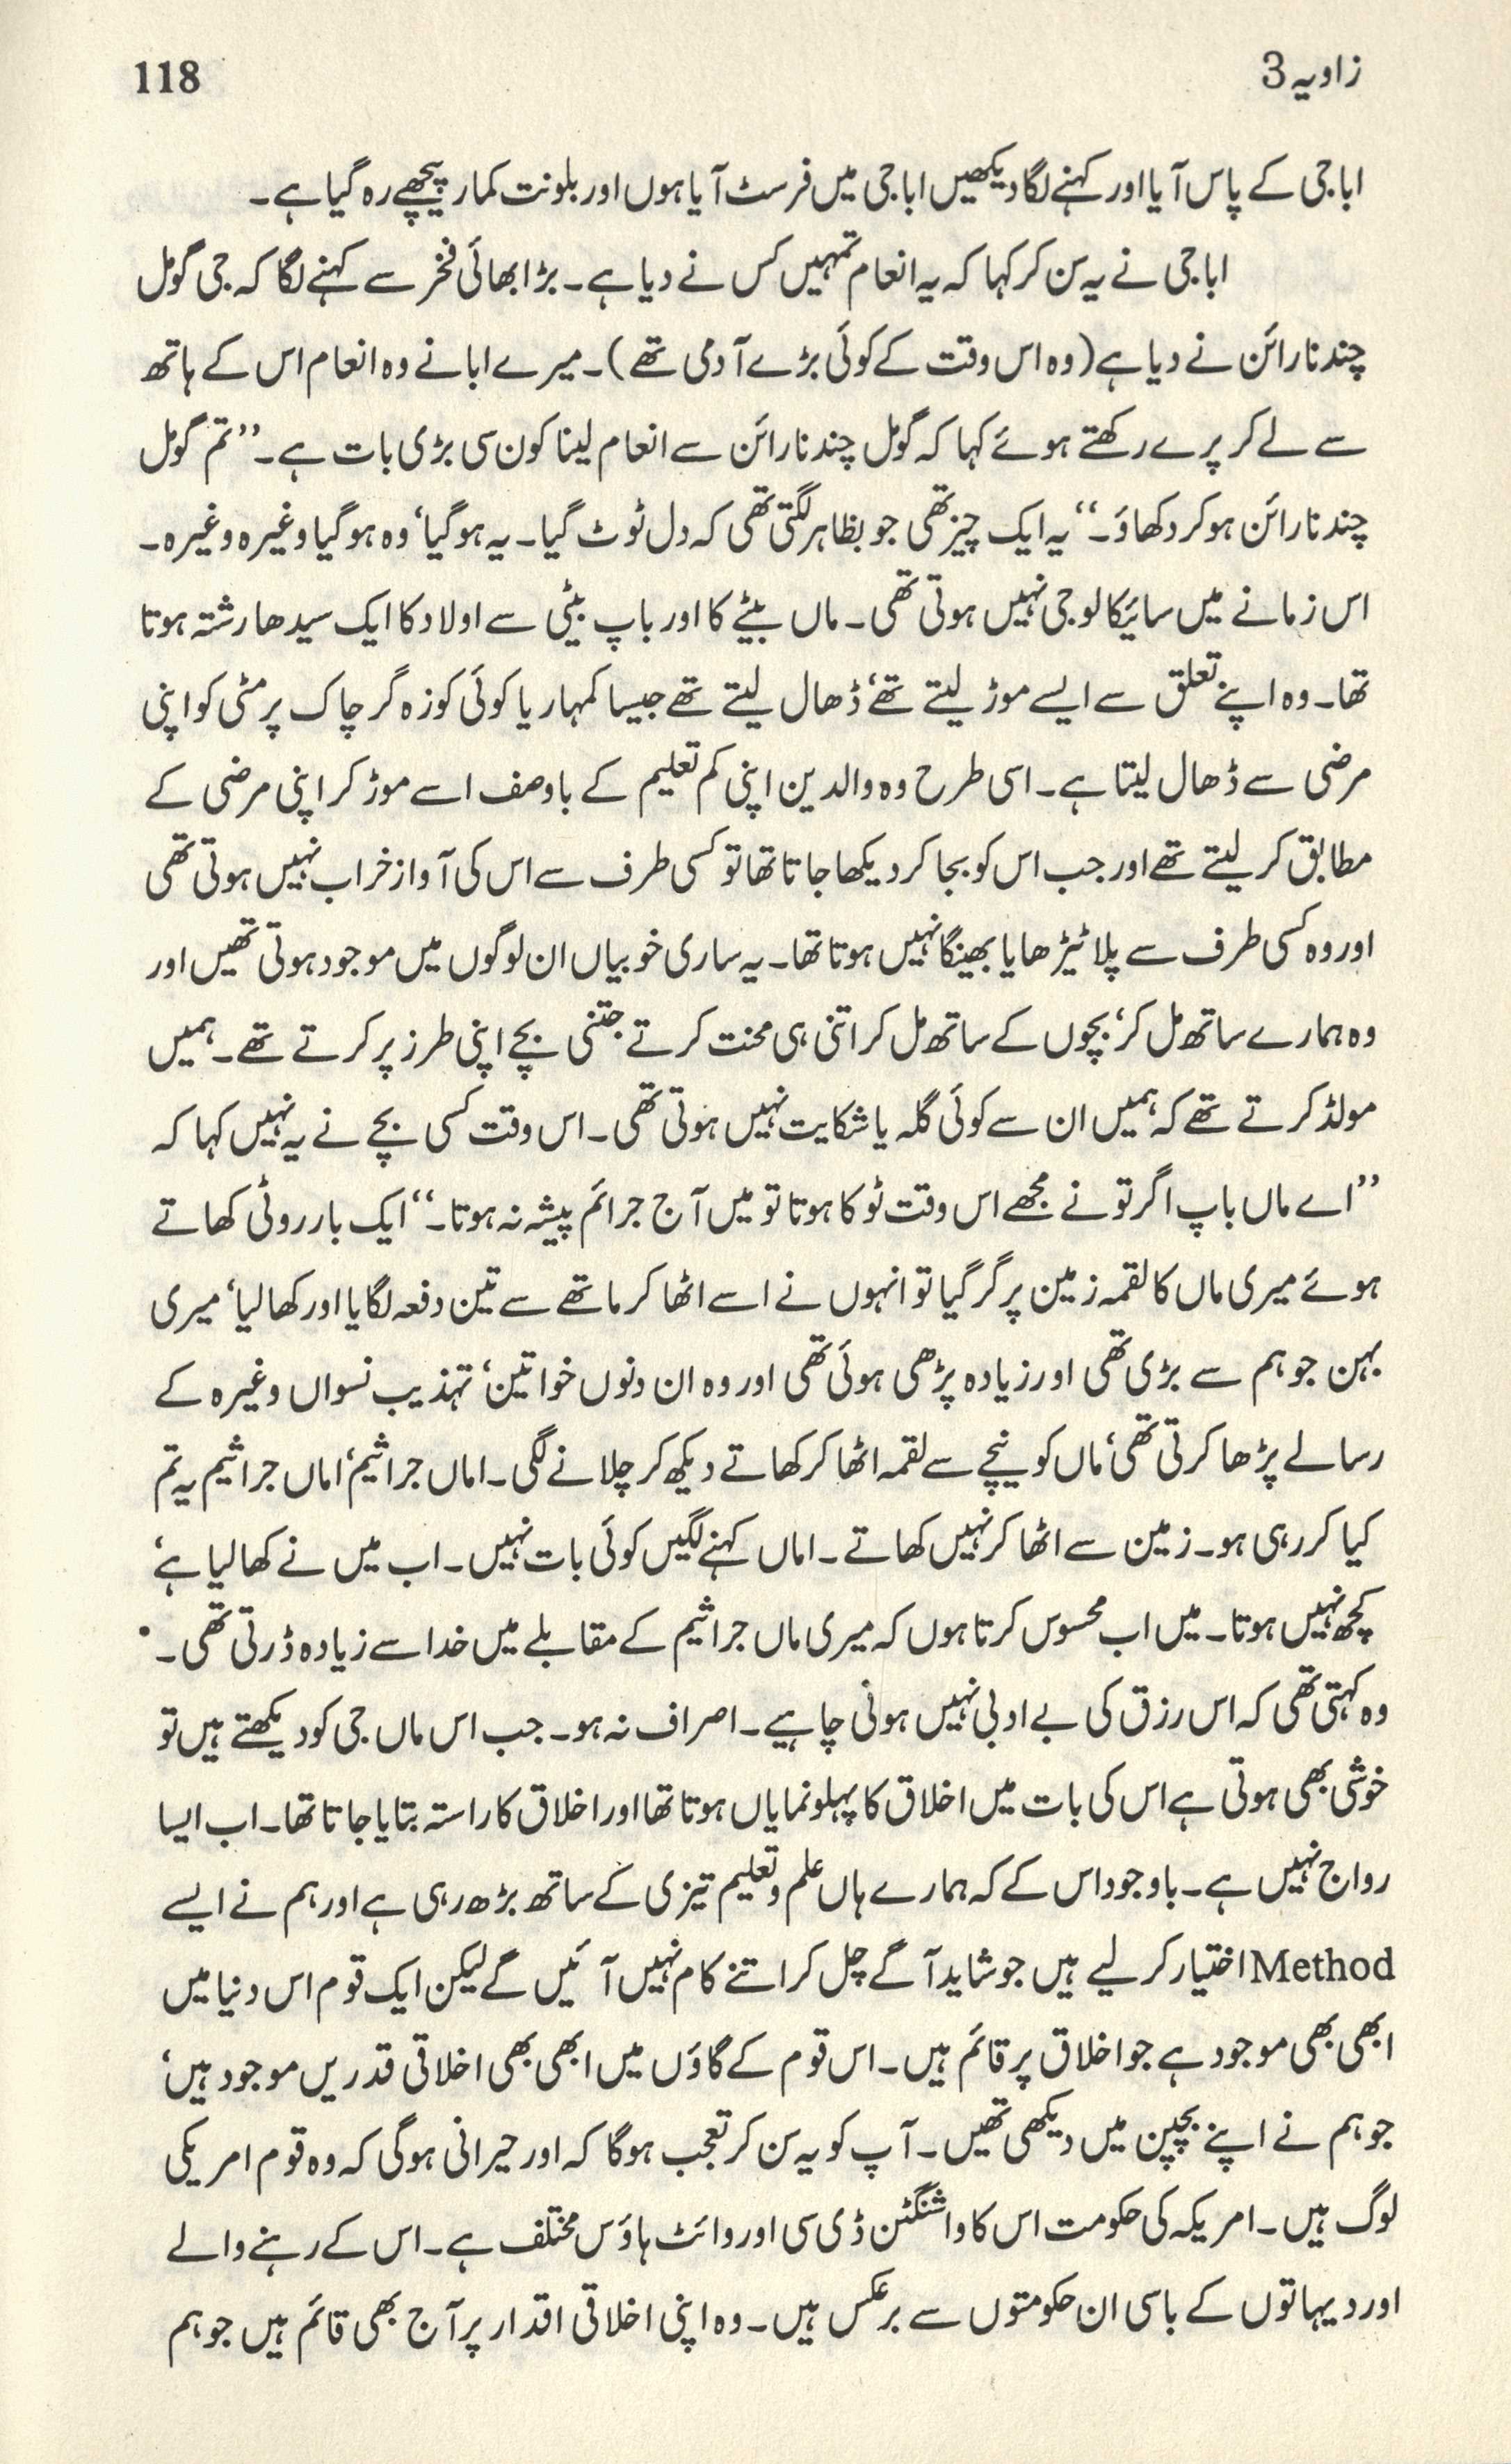 زاویہ 3
118
ابا جی کے پاس آیا اور کہنے لگا دیکھیں ابا جی میں فرسٹ آیا ہوں اور بلونت کمار پیچھے رہ گیا ہے۔
ابا جی نے یہ سن کر کہا کہ یہ انعام تمہیں کس نے دیا ہے۔ بڑا بھائی فخر سے کہنے لگا کہ جی گوئل
چند نارائن نے دیا ہے (وہ اس وقت کے کوئی بڑے آدمی تھے)۔ میرے ابا نے وہ انعام اس کے ہاتھ
سے لے کر پرے رکھتے ہوئے کہا کہ گوئل چند نارائن سے انعام لینا کون سی بڑی بات ہے۔ ”تم گوئل
چند نارائن ہو کر دکھاؤ۔“ یہ ایک چیز تھی جو بظاہر لگتی تھی کہ دل ٹوٹ گیا۔ یہ ہو گیا‘ وہ ہو گیا وغیرہ وغیرہ۔
اس زمانے میں سائیکالوجی نہیں ہوتی تھی۔ ماں بیٹے کا اور باپ بیٹی سے اولاد کا ایک سیدھا رشتہ ہوتا
تھا۔ وہ اپنے تعلق سے ایسے موڑ لیتے تھے‘ ڈھال لیتے تھے جیسا کمہار یا کوئی کوزہ گر چاک پر مٹی کو اپنی
مرضی سے ڈھال لیتا ہے۔ اسی طرح وہ والدین اپنی کم تعلیم کے باوصف اسے موڑ کر اپنی مرضی کے
مطابق کر لیتے تھے اور جب اس کو بجا کر دیکھا جاتا تھا تو کسی طرف سے اس کی آواز خراب نہیں ہوتی تھی
اور وہ کسی طرف سے پلا ٹیڑھا یا بھینگا نہیں ہوتا تھا۔ یہ ساری خوبیاں ان لوگوں میں موجود ہوتی تھیں اور
وہ ہمارے ساتھ مل کر‘ بچوں کے ساتھ مل کر اتنی ہی محنت کرتے جتنی بچے اپنی طرز پر کرتے تھے۔ ہمیں
مولڈ کرتے تھے کہ ہمیں ان سے کوئی گلہ یا شکایت نہیں ہوتی تھی۔ اس وقت کسی بچے نے یہ نہیں کہا کہ
”اے ماں باپ اگر تو نے مجھے اس وقت ٹوکا ہوتا تو میں آج جرائم پیشہ نہ ہوتا۔“ ایک بار روٹی کھاتے
ہوئے میری ماں کا لقمہ زمین پر گر گیا تو انہوں نے اسے اٹھا کر ماتھے سے تین دفعہ لگایا اور کھا لیا‘ میری
بہن جو ہم سے بڑی تھی اور زیادہ پڑھی ہوئی تھی اور وہ ان دنوں خواتین‘ تہذیب نسواں وغیرہ کے
رسالے پڑھا کرتی تھی‘ ماں کو نیچے سے لقمہ اٹھا کر کھاتے دیکھ کر چلانے لگی۔ اماں جراثیم‘ اماں جراثیم یہ تم
کیا کر رہی ہو۔ زمین سے اٹھا کر نہیں کھاتے۔ اماں کہنے لگیں کوئی بات نہیں۔ اب میں نے کھا لیا ہے‘
کچھ نہیں ہوتا۔ میں اب محسوس کرتا ہوں کہ میری ماں جراثیم کے مقابلے میں خدا سے زیادہ ڈرتی تھی۔
وہ کہتی تھی کہ اس رزق کی بے ادبی نہیں ہونی چاہیے۔ اصراف نہ ہو۔ جب اس ماں جی کو دیکھتے ہیں تو
خوشی بھی ہوتی ہے اس کی بات میں اخلاق کا پہلو نمایاں ہوتا تھا اور اخلاق کا راستہ بتایا جاتا تھا۔ اب ایسا
رواج نہیں ہے۔ باوجود اس کے کہ ہمارے ہاں علم و تعلیم تیزی کے ساتھ بڑھ رہی ہے اور ہم نے ایسے
Method اختیار کر لیے ہیں جو شاید آگے چل کر اتنے کام نہیں آئیں گے لیکن ایک قوم اس دنیا میں
ابھی بھی موجود ہے جو اخلاق پر قائم ہیں۔ اس قوم کے گاؤں میں ابھی بھی اخلاقی قدریں موجود ہیں‘
جو ہم نے اپنے بچپن میں دیکھی تھیں۔ آپ کو یہ سن کر تعجب ہوگا کہ اور حیرانی ہوگی کہ وہ قوم امریکی
لوگ ہیں۔ امریکہ کی حکومت اس کا واشنگٹن ڈی سی اور وائٹ ہاؤس مختلف ہے۔ اس کے رہنے والے
اور دیہاتوں کے باسی ان حکومتوں سے برعکس ہیں۔ وہ اپنی اخلاقی اقدار پر آج بھی قائم ہیں جو ہم